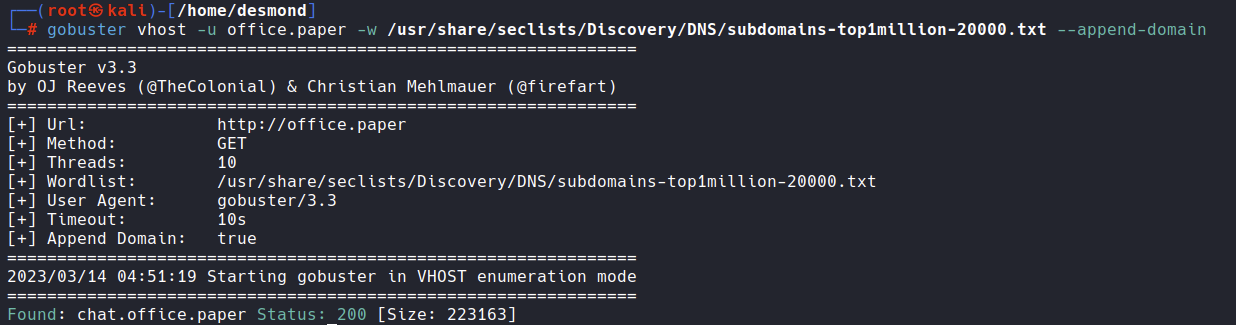 ┌──(root㉿kali)-[/home/desmond]
└─# gobuster vhost -u office.paper -w /usr/share/seclists/Discovery/DNS/subdomains-top1million-20000.txt --append-domain
===============================================================
Gobuster v3.3
by OJ Reeves (@TheColonial) & Christian Mehlmauer (@firefart)
===============================================================
[+] Url:            http://office.paper
[+] Method:         GET
[+] Threads:        10
[+] Wordlist:       /usr/share/seclists/Discovery/DNS/subdomains-top1million-20000.txt
[+] User Agent:     gobuster/3.3
[+] Timeout:        10s
[+] Append Domain:  true
===============================================================
2023/03/14 04:51:19 Starting gobuster in VHOST enumeration mode
===============================================================
Found: chat.office.paper Status: 200 [Size: 223163]